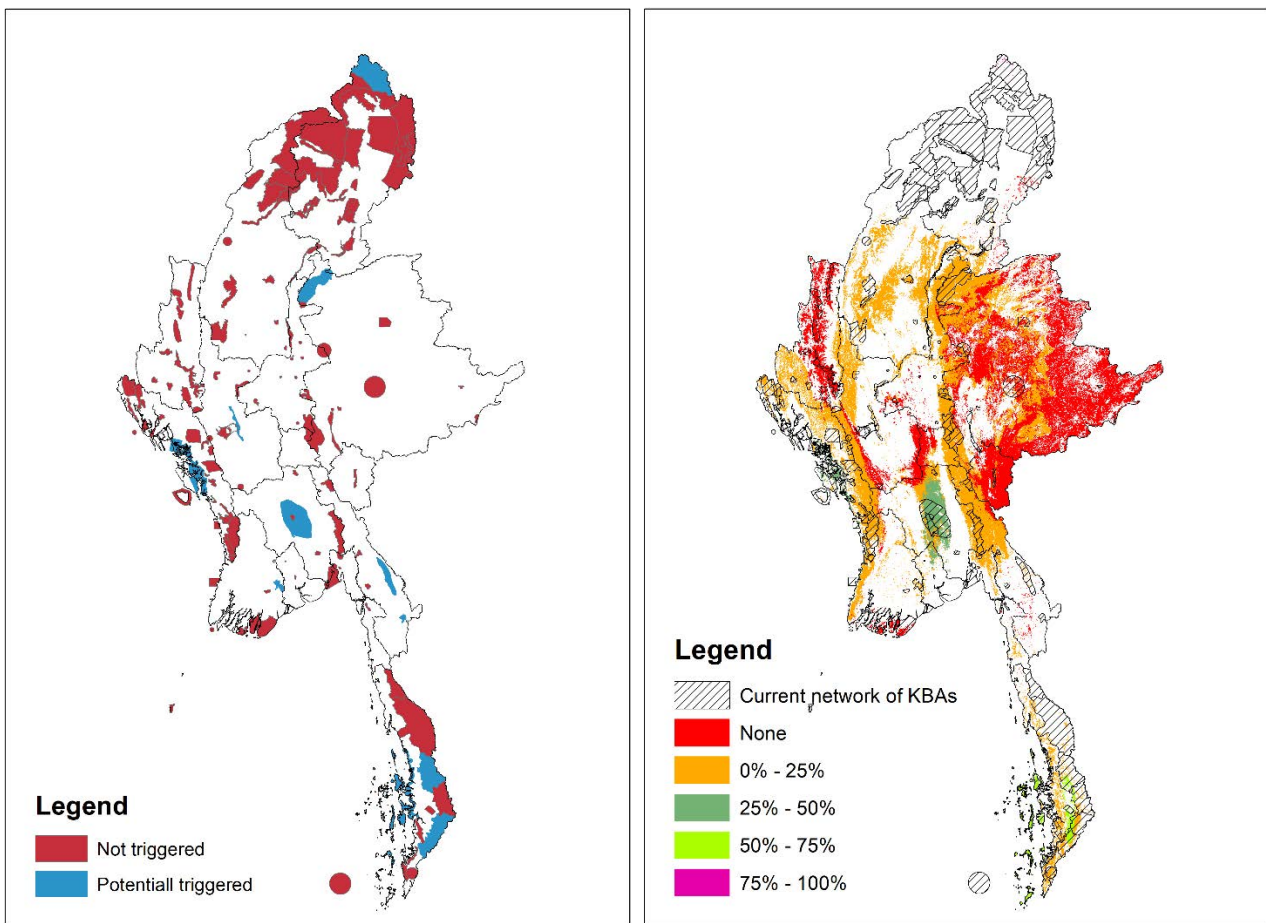 Legend
Not triggered
Potentiall triggered
Legend
Current network of KBAs
None
0% - 25%
25% - 50%
50% - 75%
75% - 100%